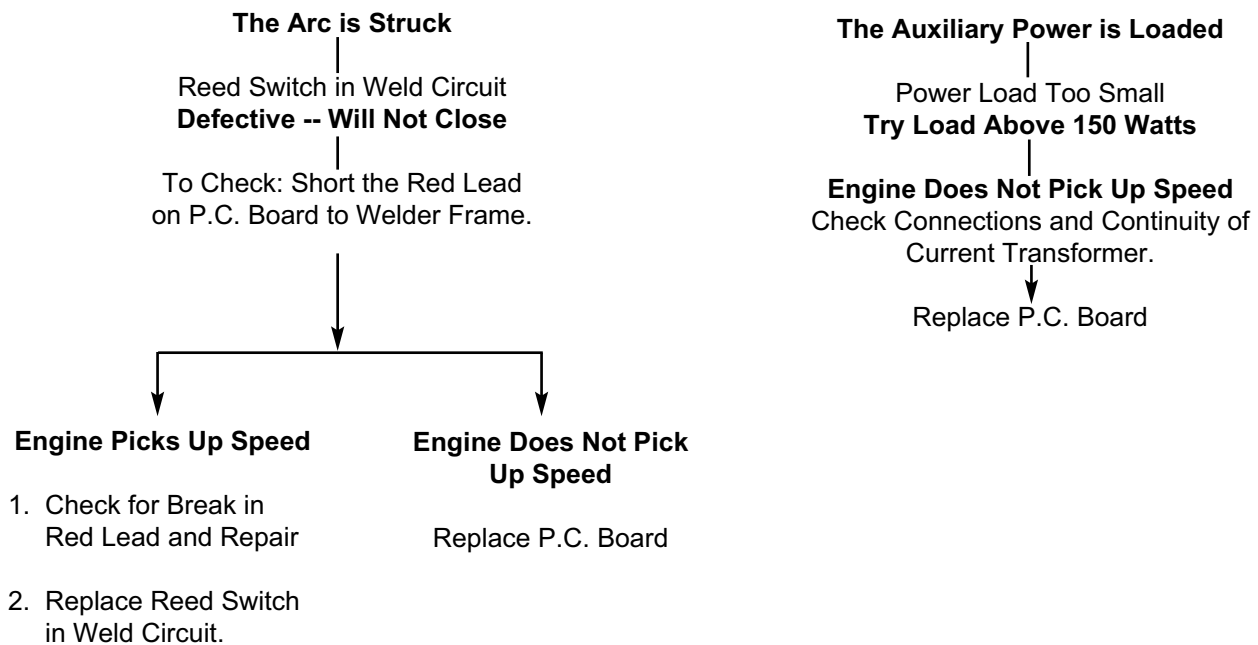 The Arc is Struck
Reed Switch in Weld Circuit
Defective -- Will Not Close
To Check: Short the Red Lead
on P.C. Board to Welder Frame.
Engine Picks Up Speed
1. Check for Break in
Red Lead and Repair
2. Replace Reed Switch
in Weld Circuit.
Engine Does Not Pick
Up Speed
Replace P.C. Board
The Auxiliary Power is Loaded
Power Load Too Small
Try Load Above 150 Watts
Engine Does Not Pick Up Speed
Check Connections and Continuity of
Current Transformer.
Replace P.C. Board